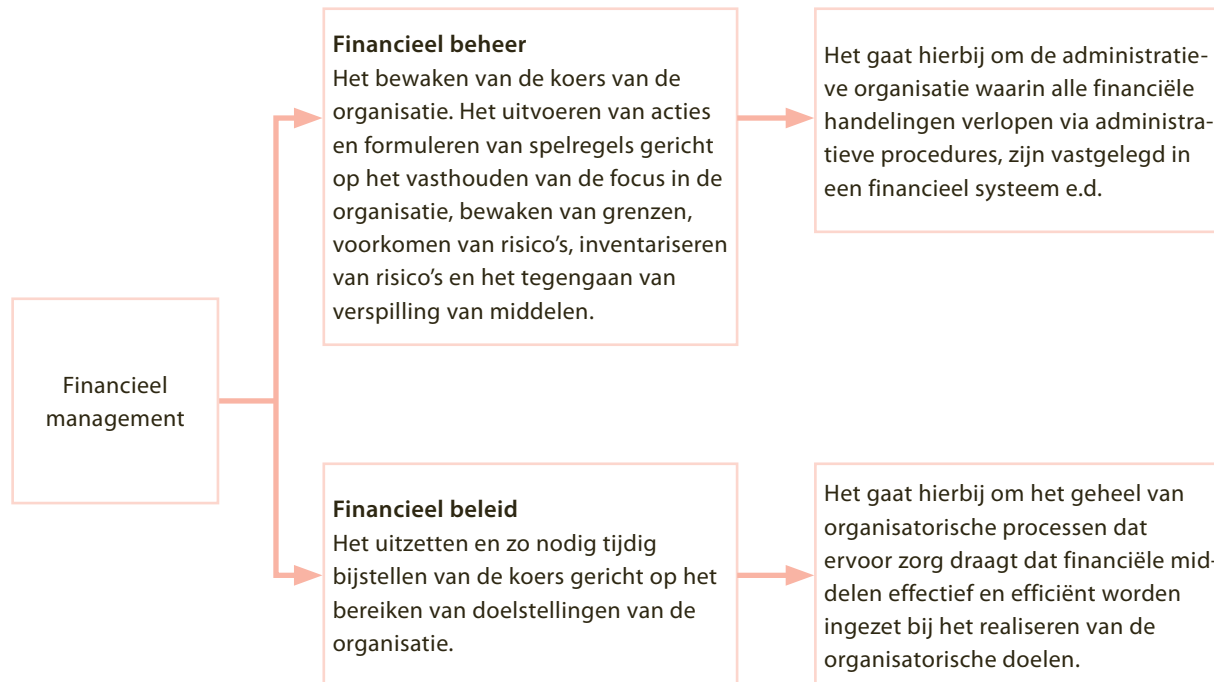 Financieel
management
Financieel beheer
Het bewaken van de koers van de
organisatie. Het uitvoeren van acties
en formuleren van spelregels gericht
op het vasthouden van de focus in de
organisatie, bewaken van grenzen,
voorkomen van risico’s, inventariseren
van risico’s en het tegengaan van
verspilling van middelen.
Het gaat hierbij om de administratie-
ve organisatie waarin alle financiële
handelingen verlopen via administra-
tieve procedures, zijn vastgelegd in
een financieel systeem e.d.
Financieel beleid
Het uitzetten en zo nodig tijdig
bijstellen van de koers gericht op het
bereiken van doelstellingen van de
organisatie.
Het gaat hierbij om het geheel van
organisatorische processen dat
ervoor zorg draagt dat financiële mid-
delen effectief en efficiënt worden
ingezet bij het realiseren van de
organisatorische doelen.